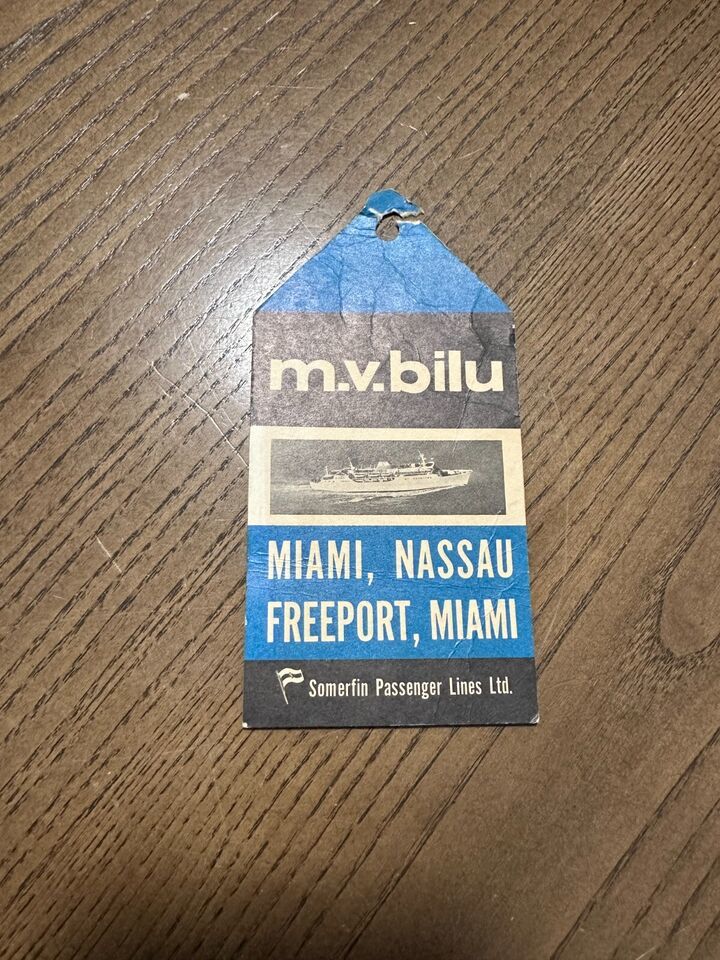 m.v.bilu
MIAMI, NASSAU
FREEPORT, MIAMI
Somerfin Passenger Lines Ltd.